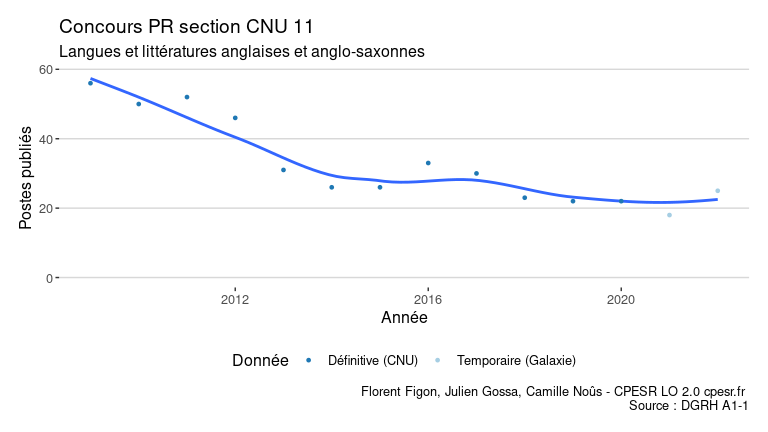 Concours PR section CNU 11
Langues et littératures anglaises et anglo-saxonnes
Postes publiés
60
40
20
0
2012
2016
2020
Année
Donnée
Définitive (CNU)
Temporaire (Galaxie)
Florent Figon, Julien Gossa, Camille Noûs - CPESR LO 2.0 cpesr.fr
Source : DGRH A1-1